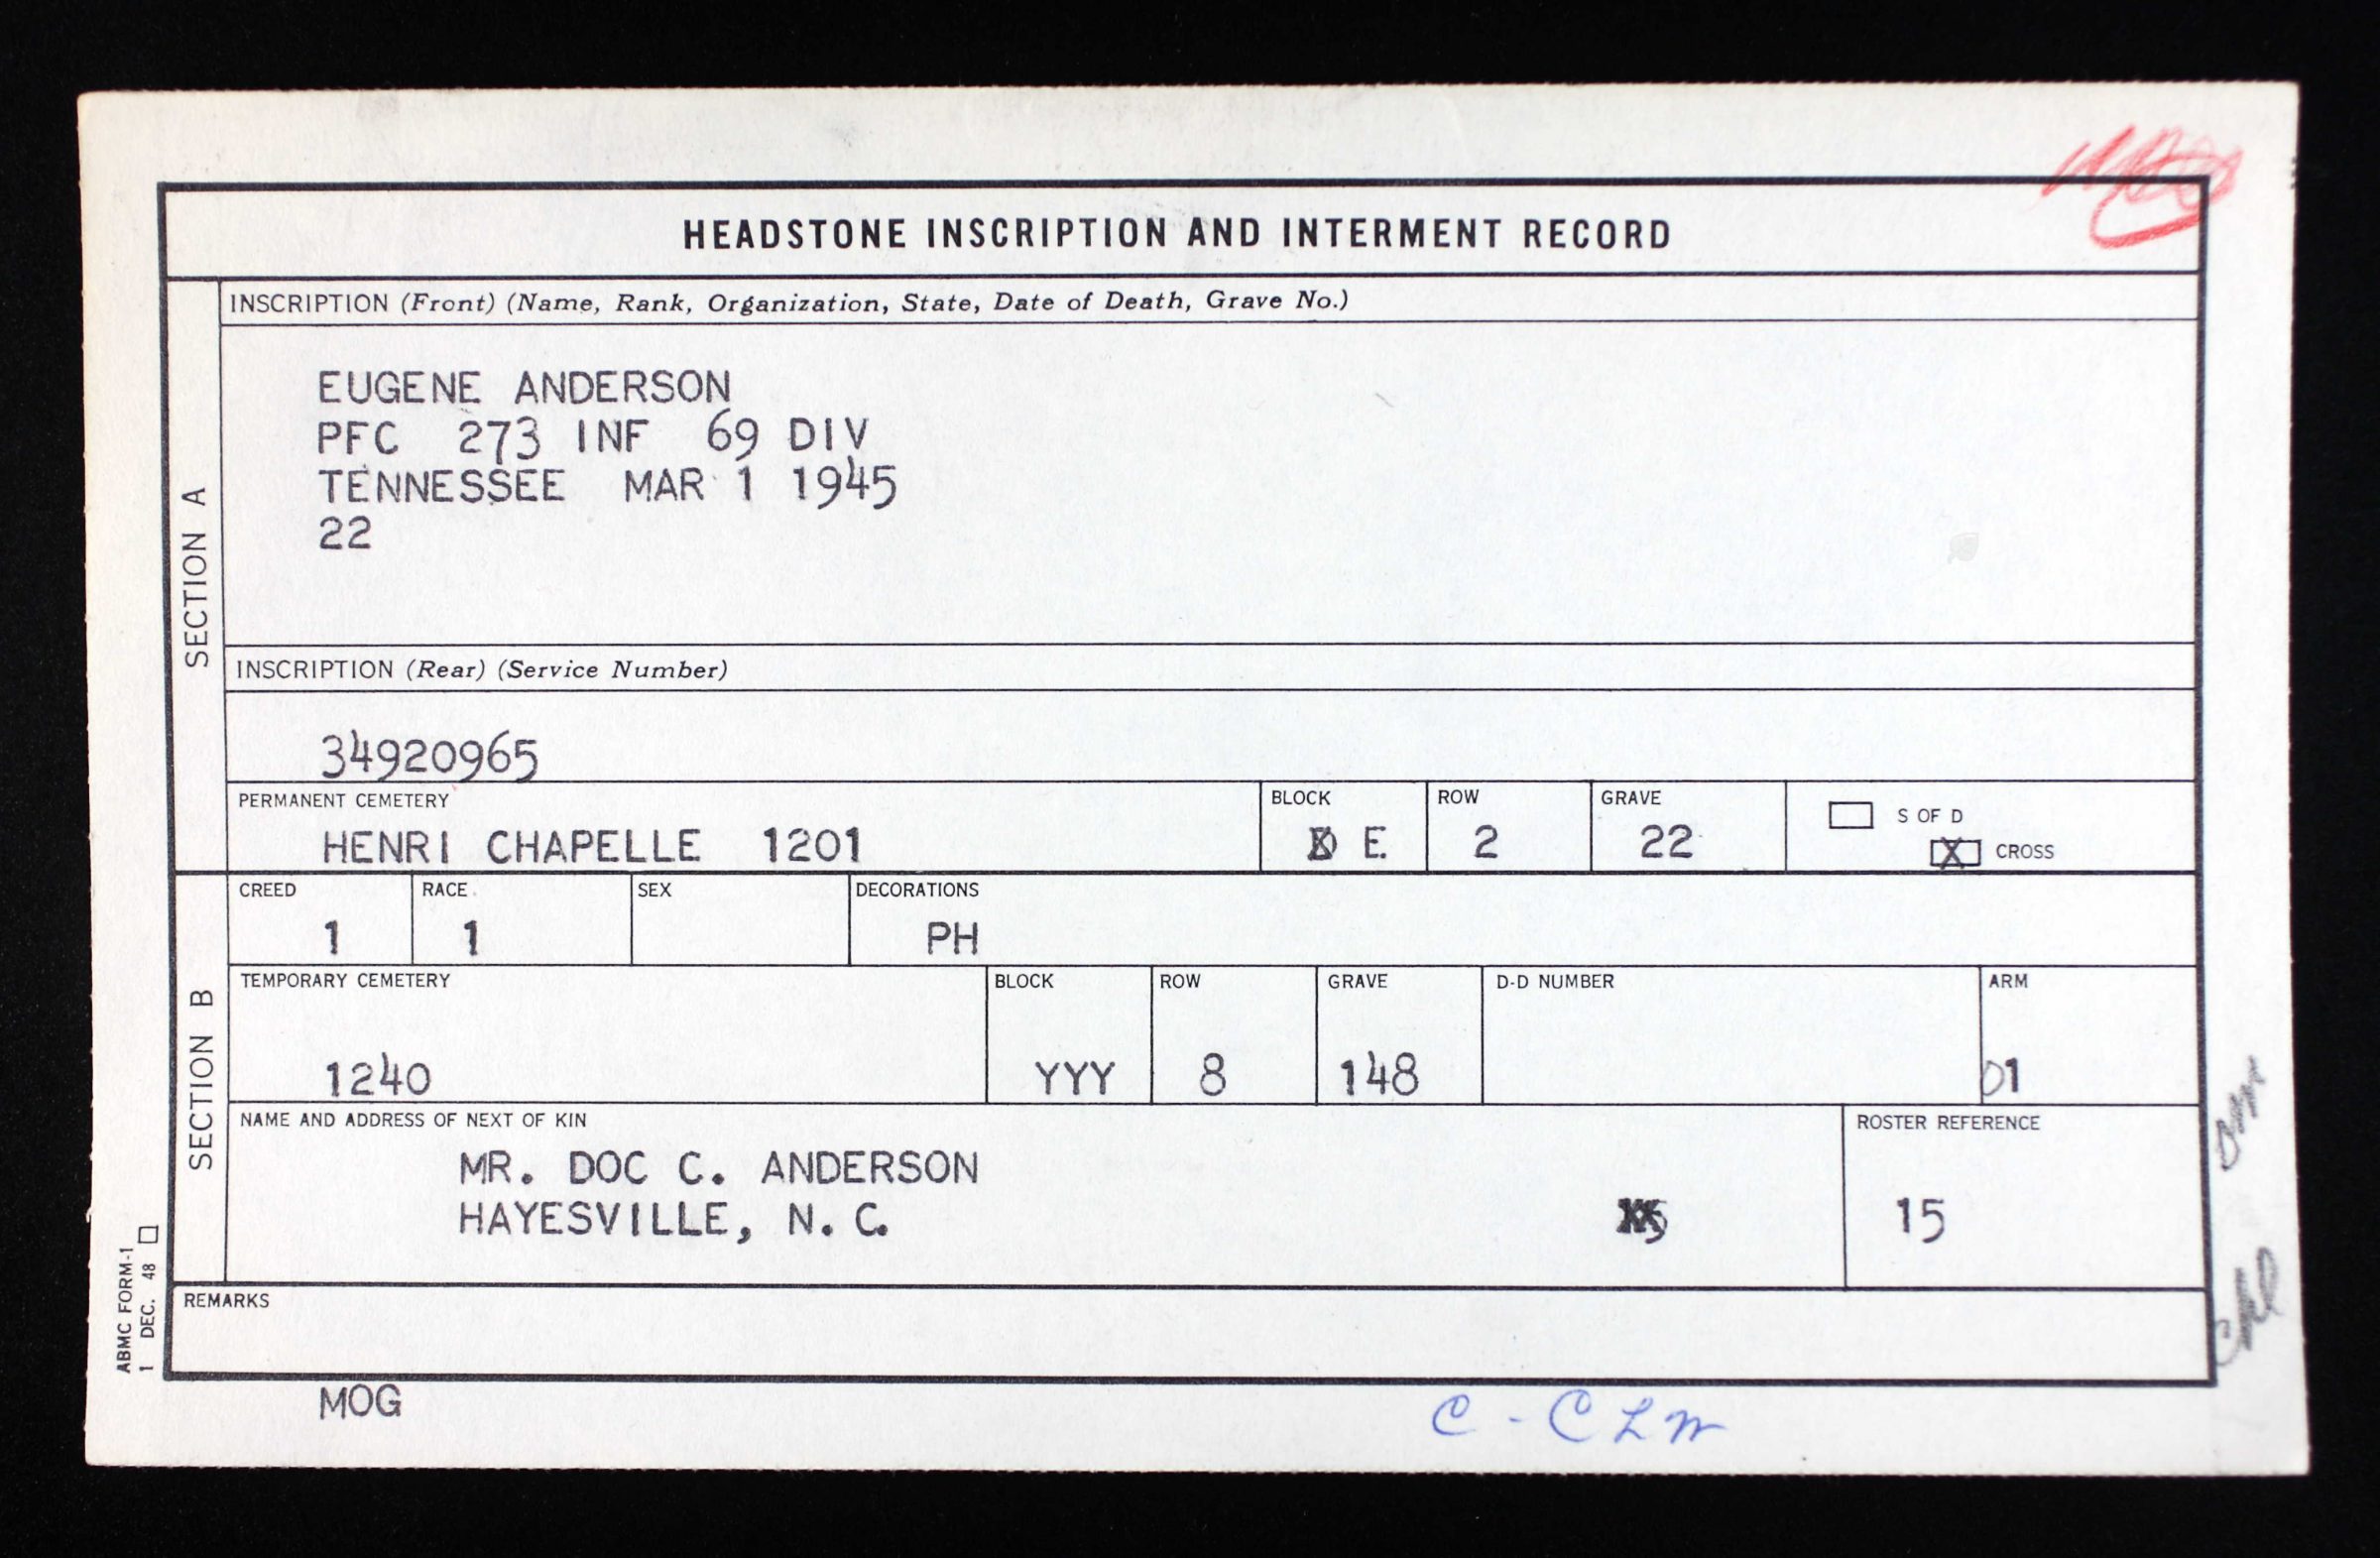 HEADSTONE INSCRIPTION AND INTERMENT RECORD
SECTION A
INSCRIPTION (Front) (Name, Rank, Organization, State, Date of Death, Grave No.)
EUGENE ANDERSON
PFC 273 INF 69 DIV
TENNESSEE MAR 1 1945
22
INSCRIPTION (Rear) (Service Number)
34920965
PERMANENT CEMETERY BLOCK ROW GRAVE S OF D
HENRI CHAPELLE 1201 E 2 22 X CROSS
SECTION B
CREED RACE SEX DECORATIONS
1 1 PH
TEMPORARY CEMETERY BLOCK ROW GRAVE D-D NUMBER ARM
1240 YYY 8 148 01
NAME AND ADDRESS OF NEXT OF KIN ROSTER REFERENCE
MR. DOC C. ANDERSON
HAYESVILLE, N. C. 15
REMARKS
ABMC FORM-1
1 DEC. 48
MOG
C - CLW